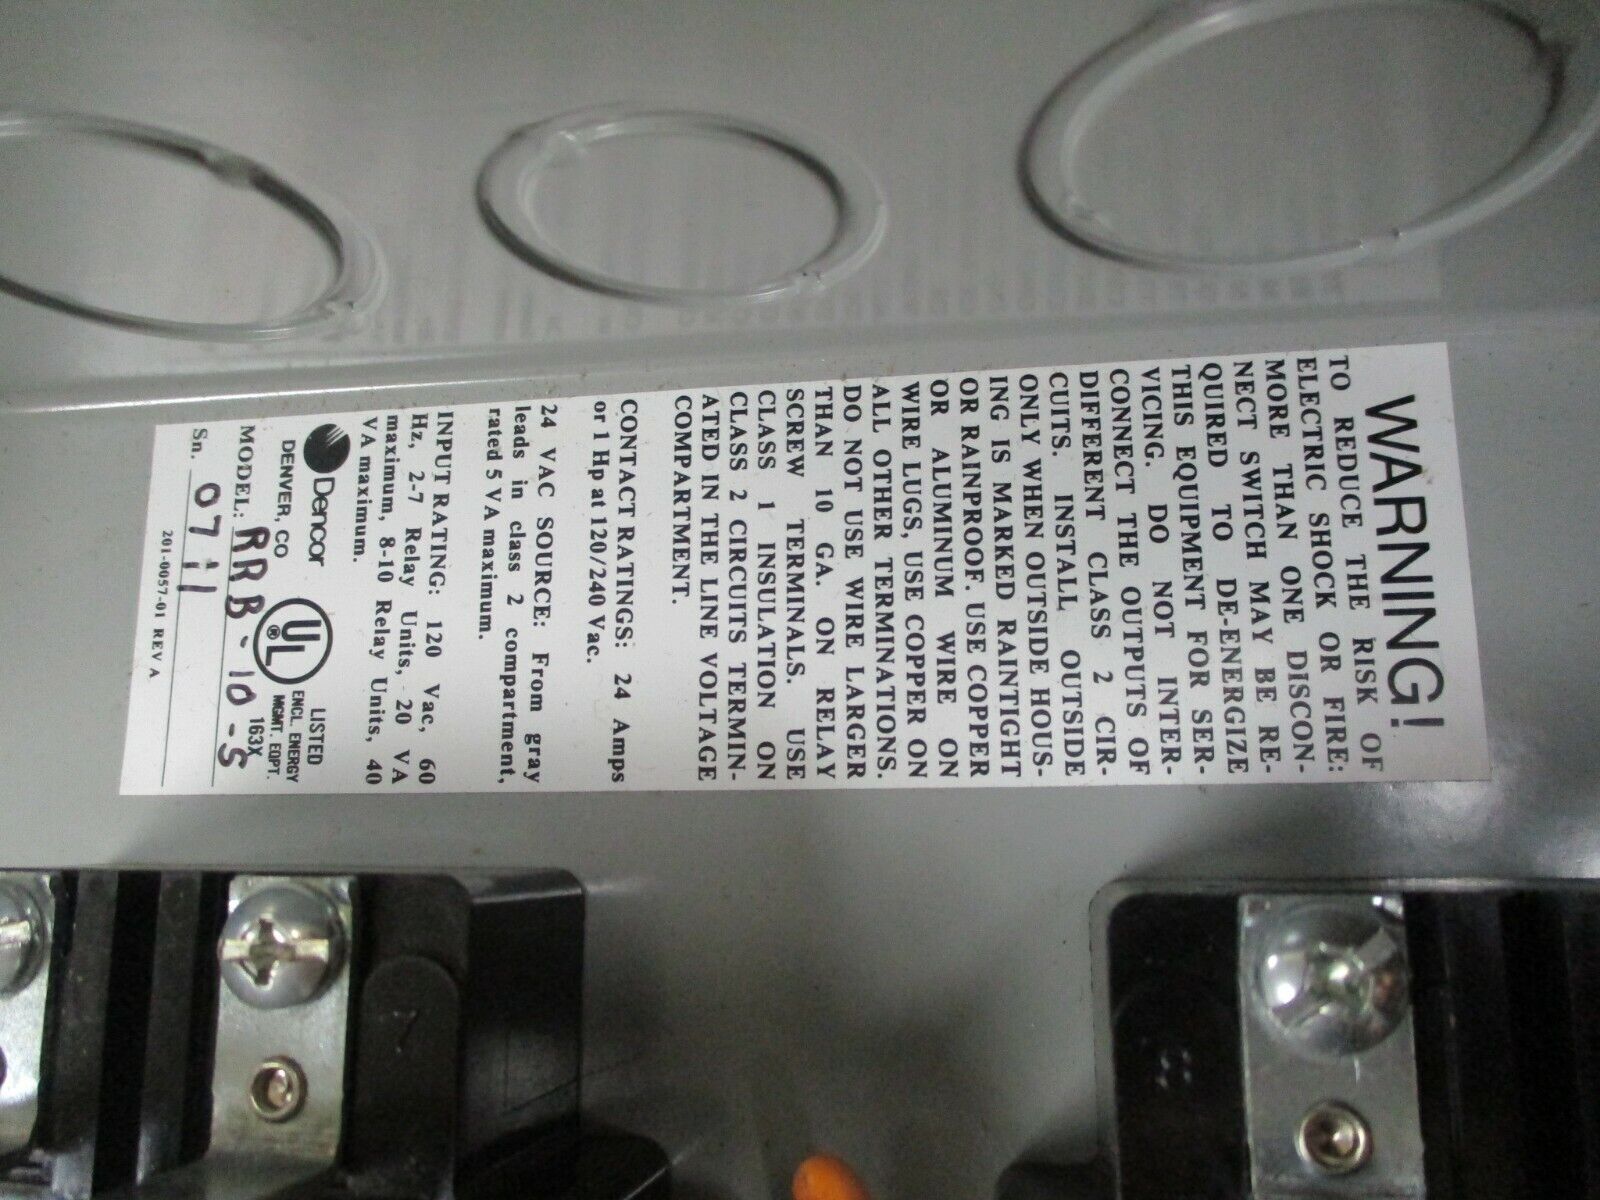 WARNING!
TO REDUCE THE RISK OF
ELECTRIC SHOCK OR FIRE:
MORE THAN ONE DISCON-
NECT SWITCH MAY BE RE-
QUIRED TO DE-ENERGIZE
THIS EQUIPMENT FOR SER-
VICING. DO NOT INTER-
CONNECT THE OUTPUTS OF
DIFFERENT CLASS 2 CIR-
CUITS. INSTALL OUTSIDE
ONLY WHEN OUTSIDE HOUS-
ING IS MARKED RAINTIGHT
OR RAINPROOF. USE COPPER
OR ALUMINUM WIRE ON
WIRE LUGS, USE COPPER ON
ALL OTHER TERMINATIONS.
DO NOT USE WIRE LARGER
THAN 10 GA. ON RELAY
SCREW TERMINALS. USE
CLASS 1 INSULATION ON
CLASS 2 CIRCUITS TERMIN-
ATED IN THE LINE VOLTAGE
COMPARTMENT.
CONTACT RATINGS: 24 Amps
or 1 Hp at 120/240 Vac.
24 VAC SOURCE: From gray
leads in class 2 compartment,
rated 5 VA maximum.
INPUT RATING: 120 Vac, 60
Hz, 2-7 Relay Units, 20 VA
maximum, 8-10 Relay Units, 40
VA maximum.
Dencor
DENVER, CO
UL
®
LISTED
ENCL. ENERGY
MGMT. EQPT.
163X
MODEL: RRB-10-S
Sn. 0711
201-0057-01 REV A
7
8